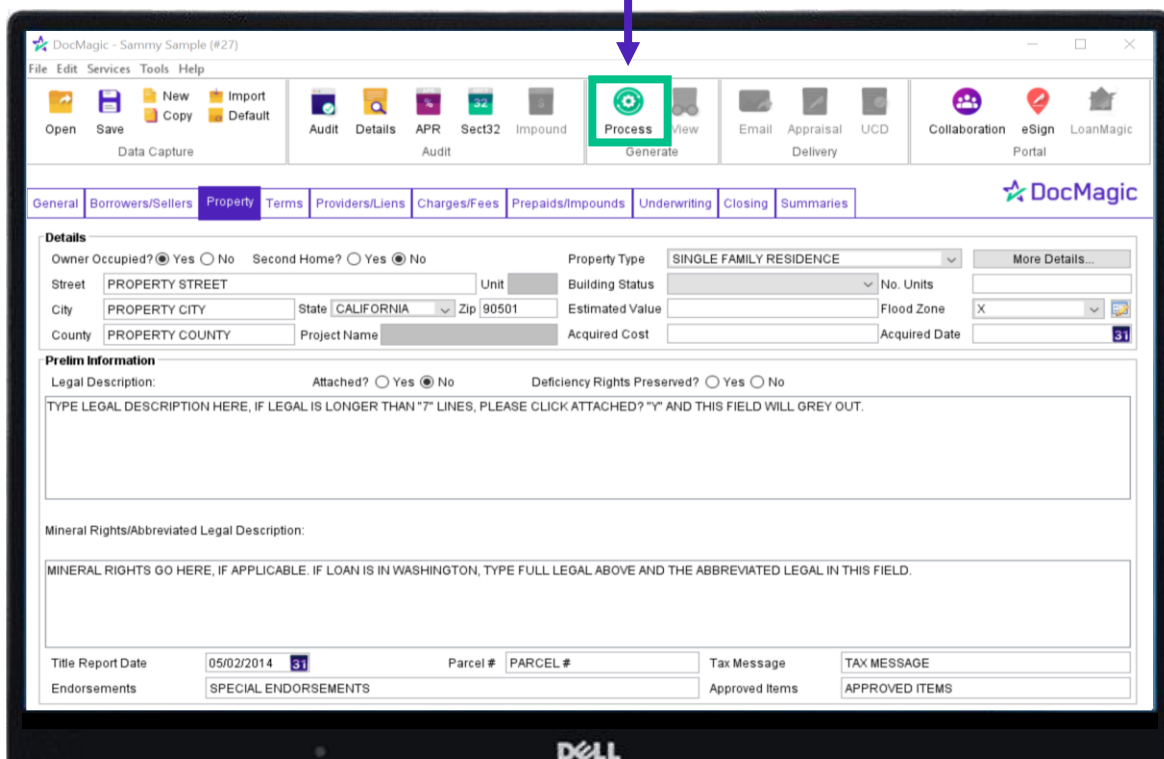 DocMagic - Sammy Sample (#27)
File Edit Services Tools Help
Open Save New Copy Import Default Audit Details APR Sect32 Impound Process View Email Appraisal UCD Collaboration eSign LoanMagic
% 32 $
Data Capture Audit Generate Delivery Portal
DocMagic
General Borrowers/Sellers Property Terms Providers/Liens Charges/Fees Prepaids/Impounds Underwriting Closing Summaries
Details
Owner Occupied? Yes No Second Home? Yes No Property Type SINGLE FAMILY RESIDENCE More Details...
Street PROPERTY STREET Unit Building Status No. Units
City PROPERTY CITY State CALIFORNIA Zip 90501 Estimated Value Flood Zone X
County PROPERTY COUNTY Project Name Acquired Cost Acquired Date 31
Prelim Information
Legal Description: Attached? Yes No Deficiency Rights Preserved? Yes No
TYPE LEGAL DESCRIPTION HERE, IF LEGAL IS LONGER THAN "7" LINES, PLEASE CLICK ATTACHED? "Y" AND THIS FIELD WILL GREY OUT.
Mineral Rights/Abbreviated Legal Description:
MINERAL RIGHTS GO HERE, IF APPLICABLE. IF LOAN IS IN WASHINGTON, TYPE FULL LEGAL ABOVE AND THE ABBREVIATED LEGAL IN THIS FIELD.
Title Report Date 05/02/2014 31 Parcel # PARCEL # Tax Message TAX MESSAGE
Endorsements SPECIAL ENDORSEMENTS Approved Items APPROVED ITEMS
DELL